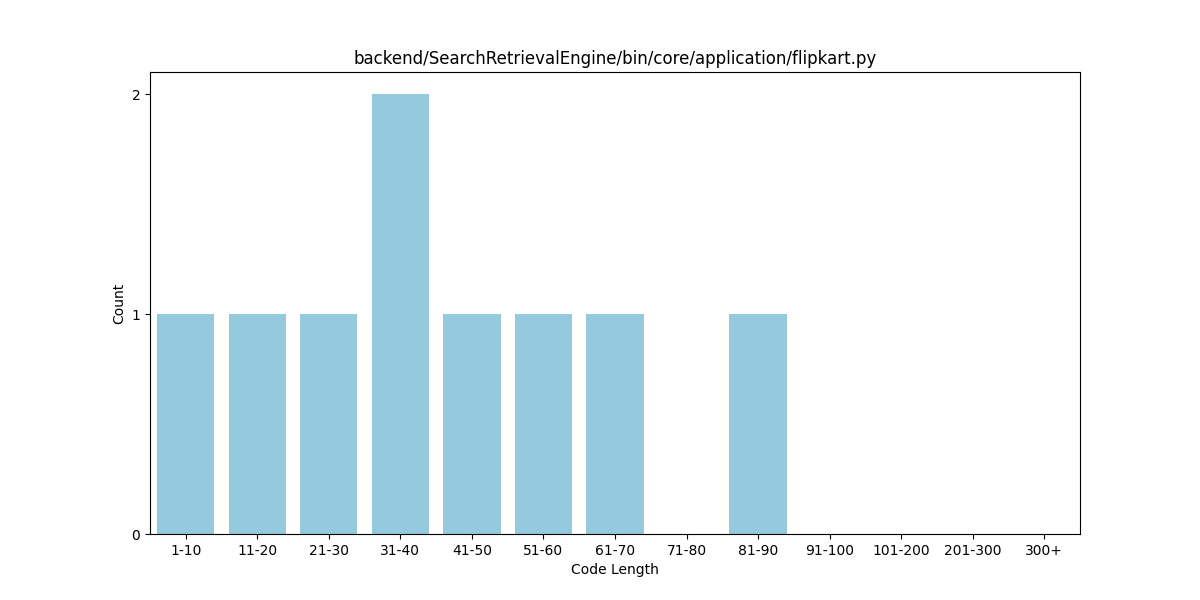 backend/SearchRetrievalEngine/bin/core/application/flipkart.py
2
1
0
Count
1-10 11-20 21-30 31-40 41-50 51-60 61-70 71-80 81-90 91-100 101-200 201-300 300+
Code Length